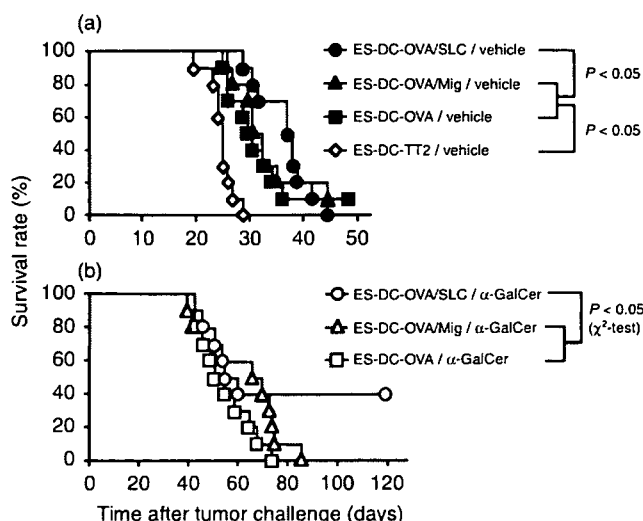 (a)
100
80
60
40
20
0
0 10 20 30 40 50
ES-DC-OVA/SLC / vehicle
ES-DC-OVA/Mig / vehicle
ES-DC-OVA / vehicle
ES-DC-TT2 / vehicle
P < 0.05
P < 0.05
Survival rate (%)
(b)
100
80
60
40
20
0
0 20 40 60 80 100 120
ES-DC-OVA/SLC / α-GalCer
ES-DC-OVA/Mig / α-GalCer
ES-DC-OVA / α-GalCer
P < 0.05
(χ²-test)
Time after tumor challenge (days)